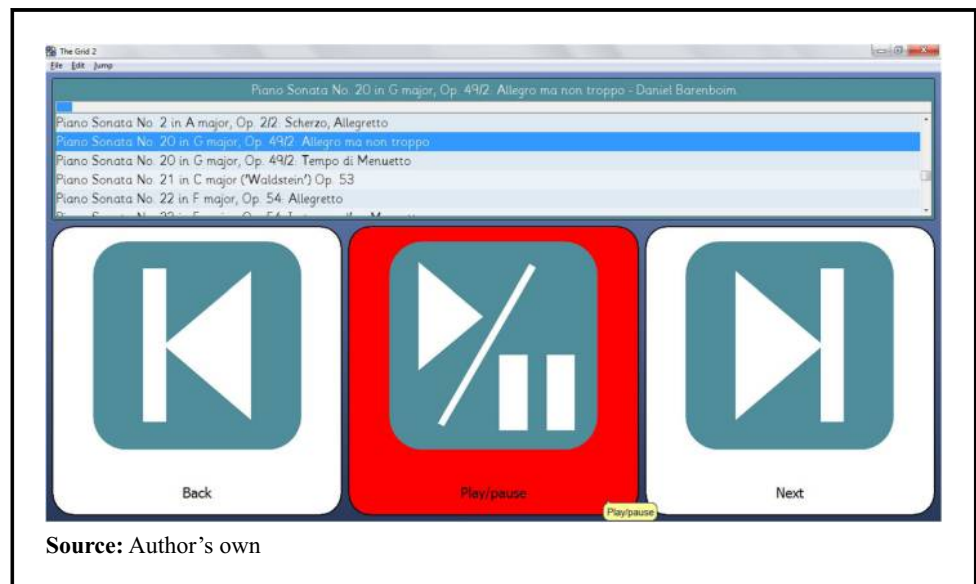 The Grid 2
File Edit Jump
Piano Sonata No. 20 in G major, Op. 49/2: Allegro ma non troppo - Daniel Barenboim
Piano Sonata No. 2 in A major, Op. 2/2: Scherzo, Allegretto
Piano Sonata No. 20 in G major, Op. 49/2: Allegro ma non troppo
Piano Sonata No. 20 in G major, Op. 49/2: Tempo di Menuetto
Piano Sonata No. 21 in C major ('Waldstein') Op. 53
Piano Sonata No. 22 in F major, Op. 54: Allegretto
Back
Play/pause
Next
Play/pause
Source: Author's own